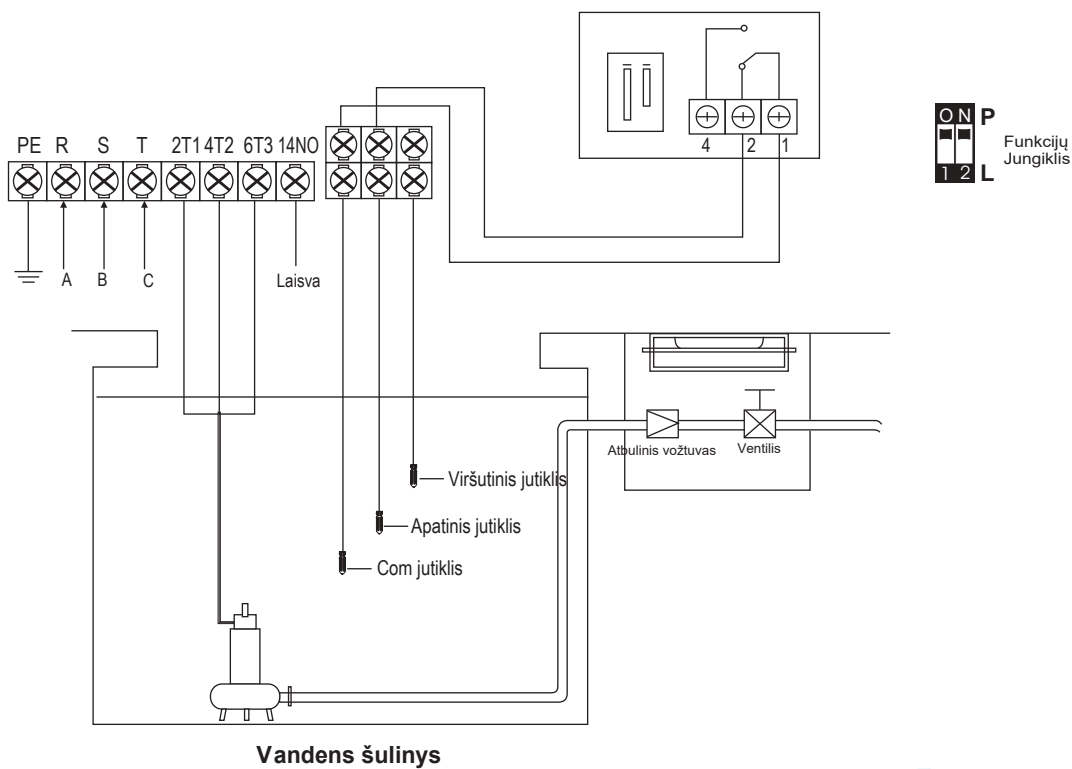 4 2 1
ON P
Funkcijų
Jungiklis
1 2 L
PE R S T 2T1 4T2 6T3 14NO
A B C Laisva
Atbulinis vožtuvas Ventilis
Viršutinis jutiklis
Apatinis jutiklis
Com jutiklis
Vandens šulinys